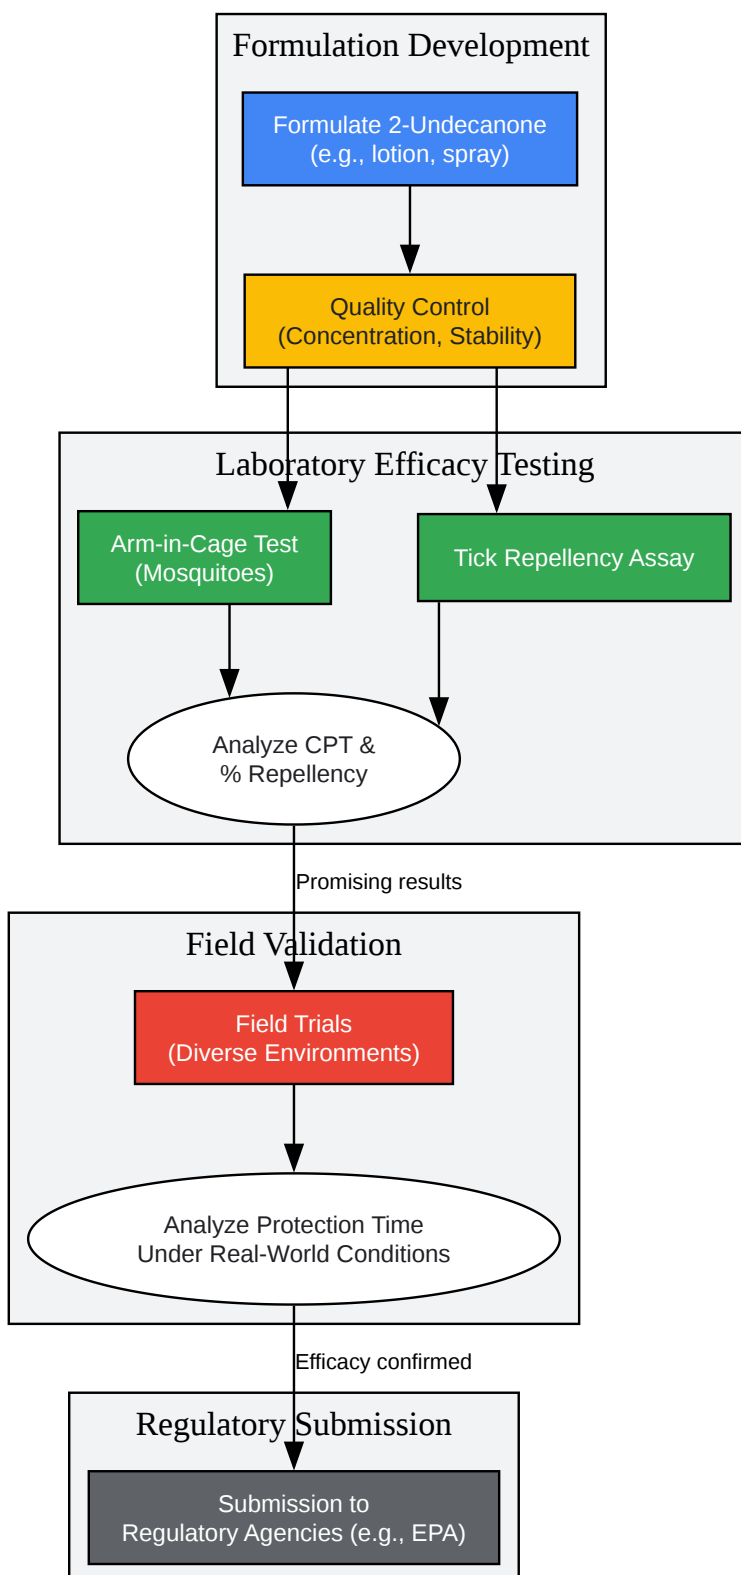 Formulation Development
Formulate 2-Undecanone
(e.g., lotion, spray)
Quality Control
(Concentration, Stability)
Laboratory Efficacy Testing
Arm-in-Cage Test
(Mosquitoes)
Tick Repellency Assay
Analyze CPT &
% Repellency
Promising results
Field Validation
Field Trials
(Diverse Environments)
Analyze Protection Time
Under Real-World Conditions
Efficacy confirmed
Regulatory Submission
Submission to
Regulatory Agencies (e.g., EPA)